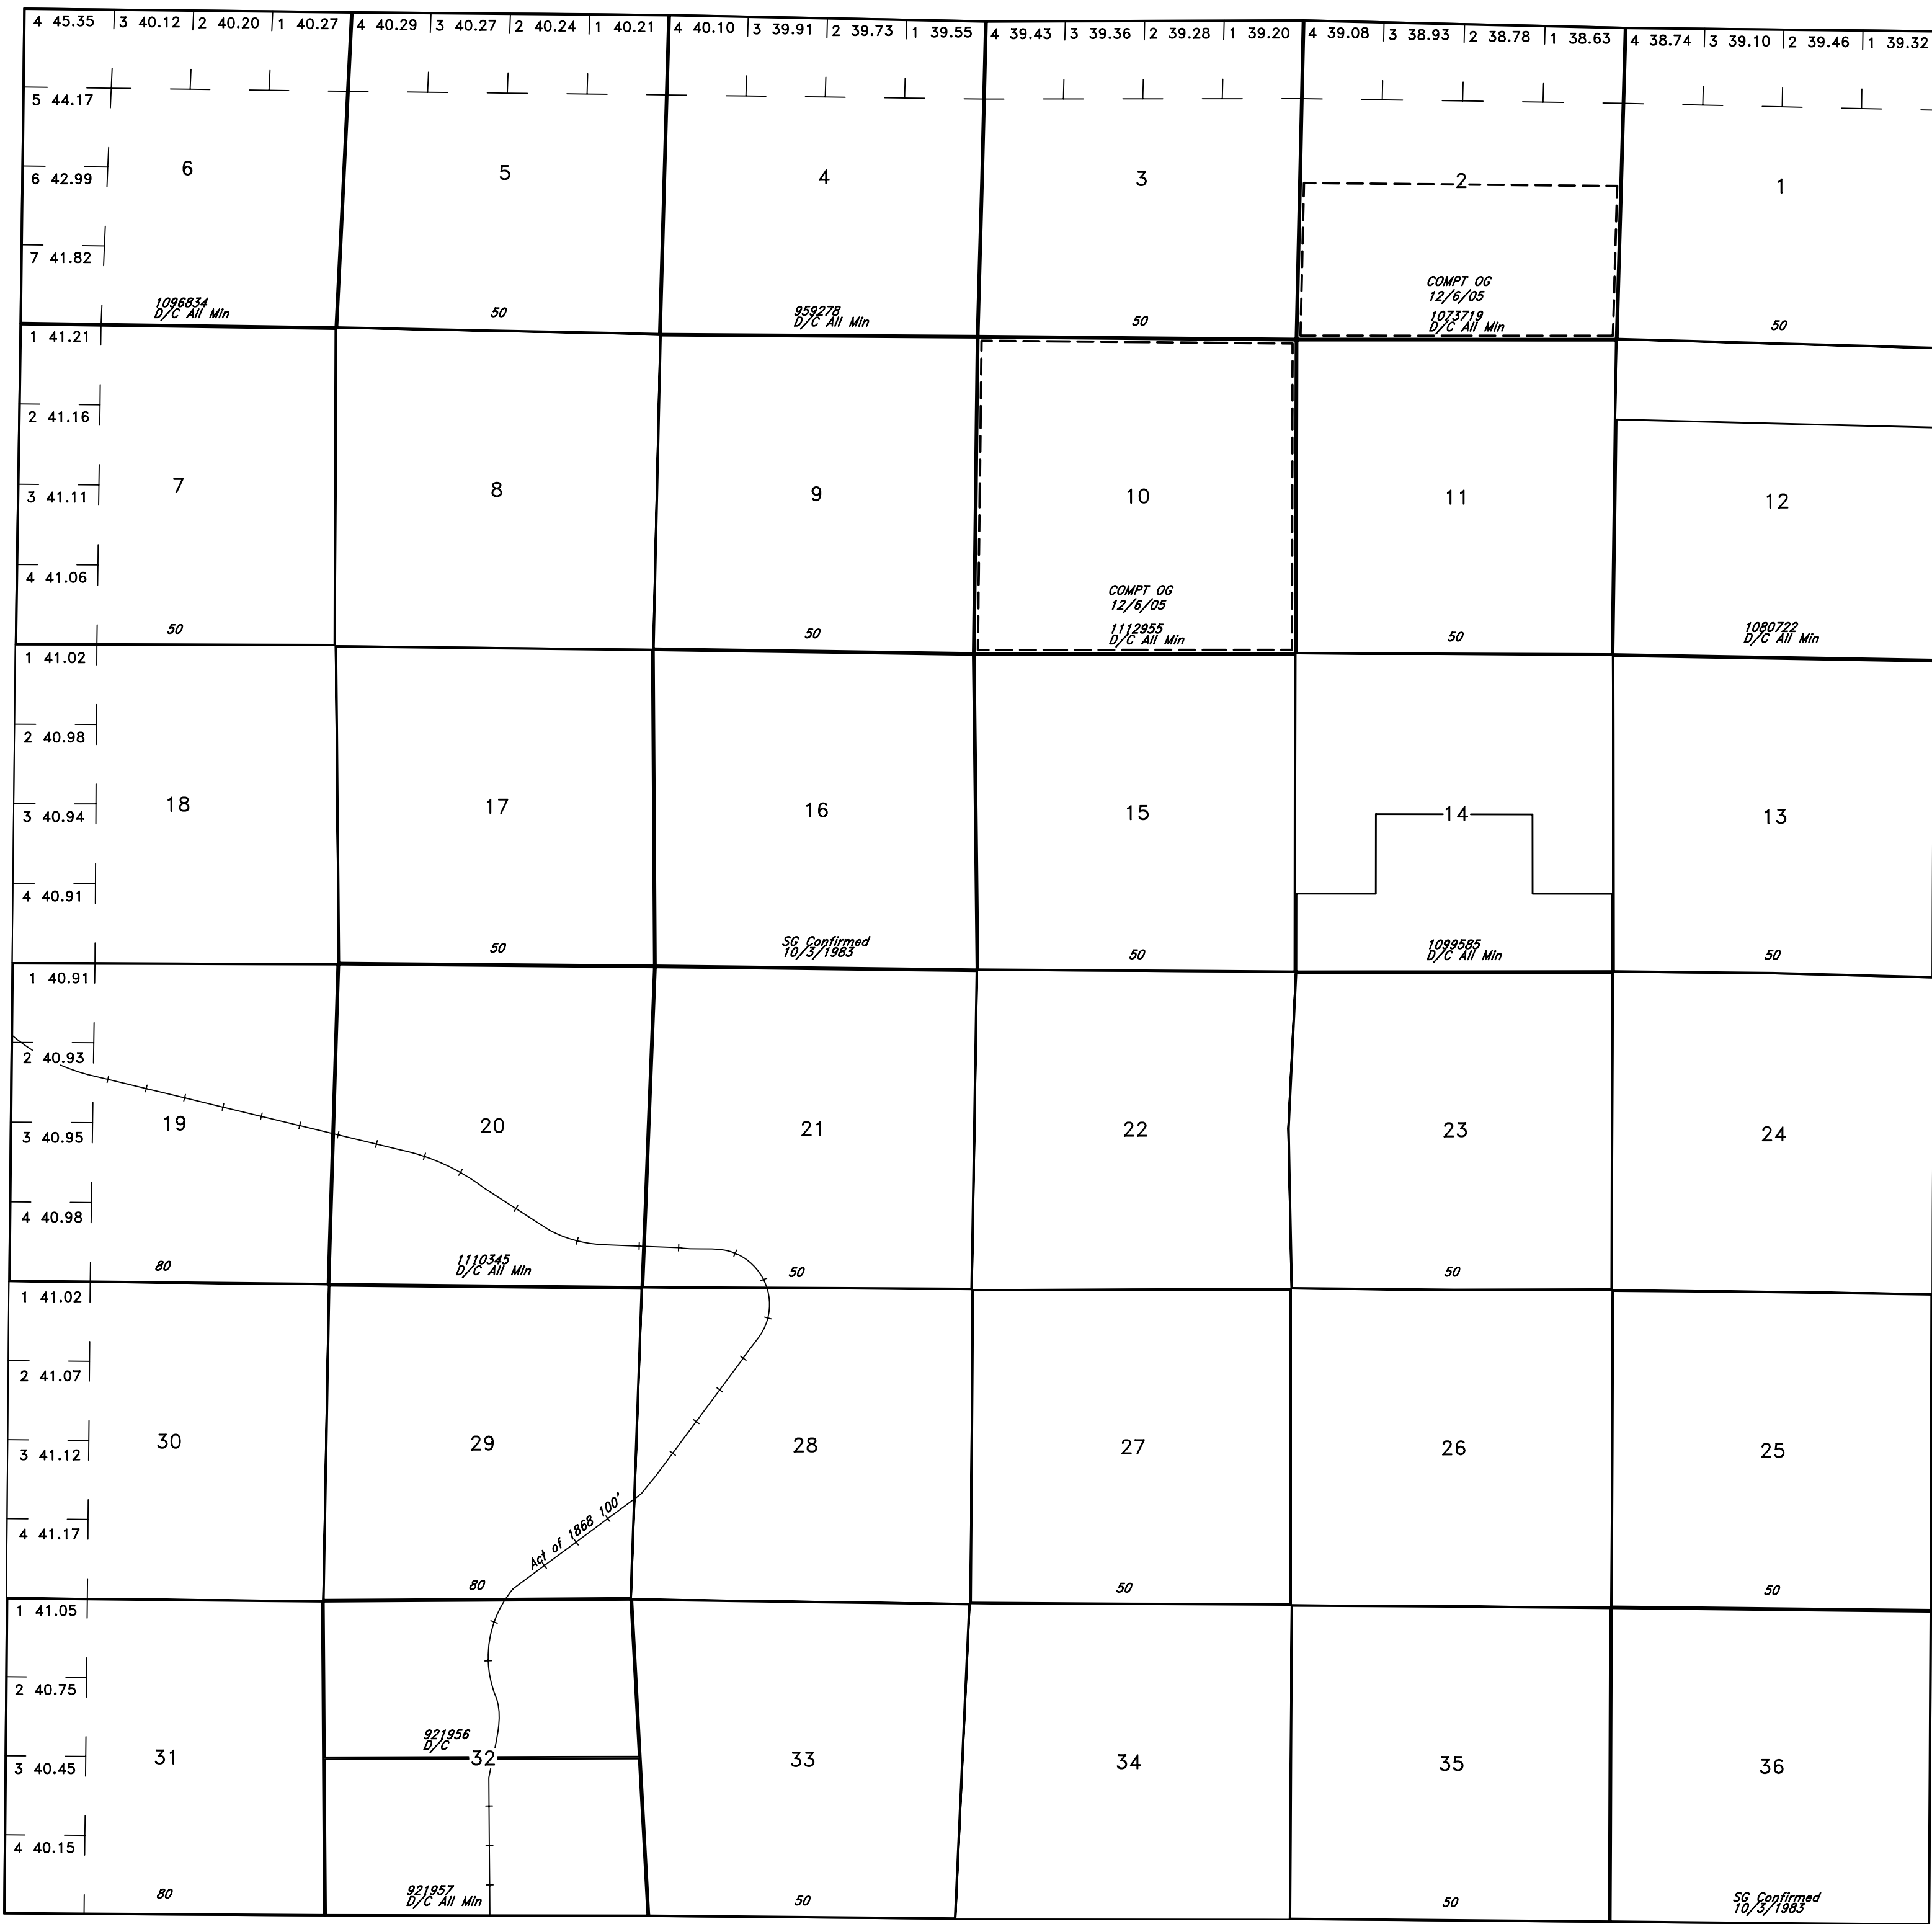 4 45.35 3 40.12 2 40.20 1 40.27 4 40.29 3 40.27 2 40.24 1 40.21 4 40.10 3 39.91 2 39.73 1 39.55 4 39.43 3 39.36 2 39.28 1 39.20 4 39.08 3 38.93 2 38.78 1 38.63 4 38.74 3 39.10 2 39.46 1 39.32
5 44.17
6 5 4 3 2 1
6 42.99
7 41.82
COMPT OG
12/6/05
1096834
D/C All Min
50
959278
D/C All Min
50
1073719
D/C All Min
50
1 41.21
2 41.16
3 41.11
7 8 9 10 11 12
4 41.06
COMPT OG
12/6/05
50
50
1112955
D/C All Min
50
1080722
D/C All Min
1 41.02
2 40.98
18 17 16 15 14 13
3 40.94
4 40.91
50
SG Confirmed
10/3/1983
50
1099585
D/C All Min
50
1 40.91
2 40.93
19 20 21 22 23 24
3 40.95
4 40.98
80
1110345
D/C All Min
50
50
1 41.02
2 41.07
30 29 28 27 26 25
3 41.12
4 41.17
Act of 1868 100'
80
50
50
1 41.05
2 40.75
921956
D/C
31 32 33 34 35 36
3 40.45
4 40.15
80
921957
D/C All Min
50
50
SG Confirmed
10/3/1983